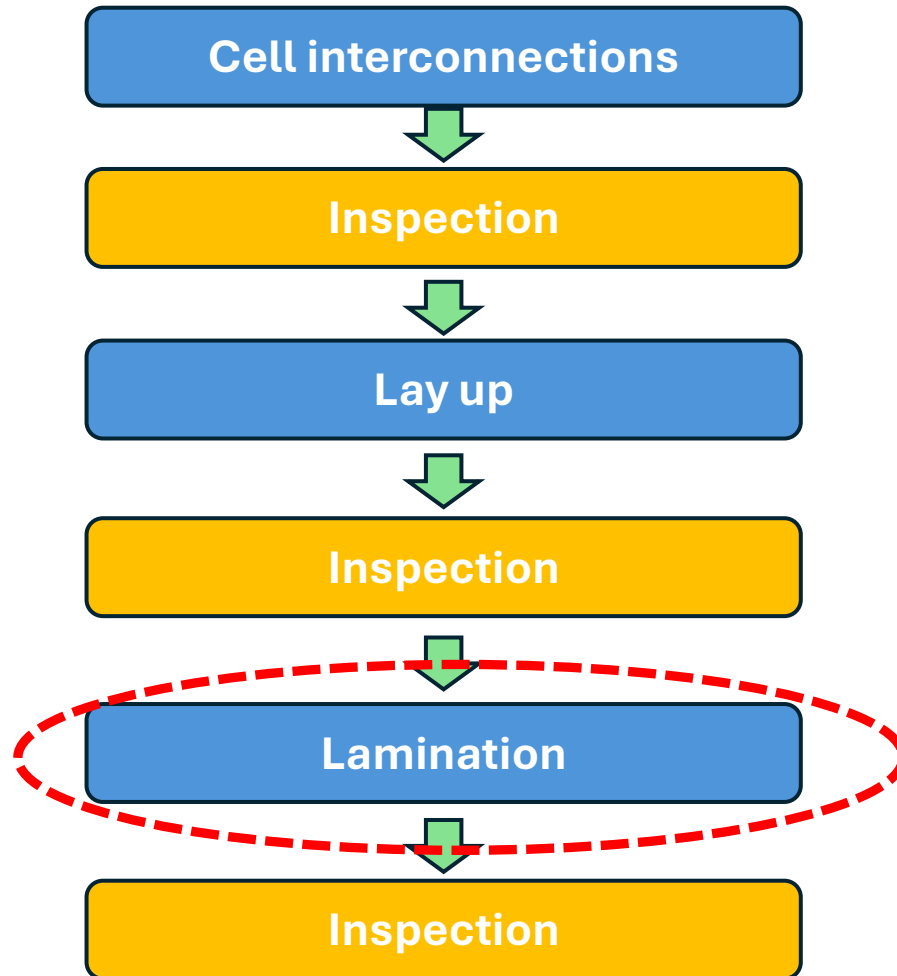 Cell interconnections
Inspection
Lay up
Inspection
Lamination
Inspection